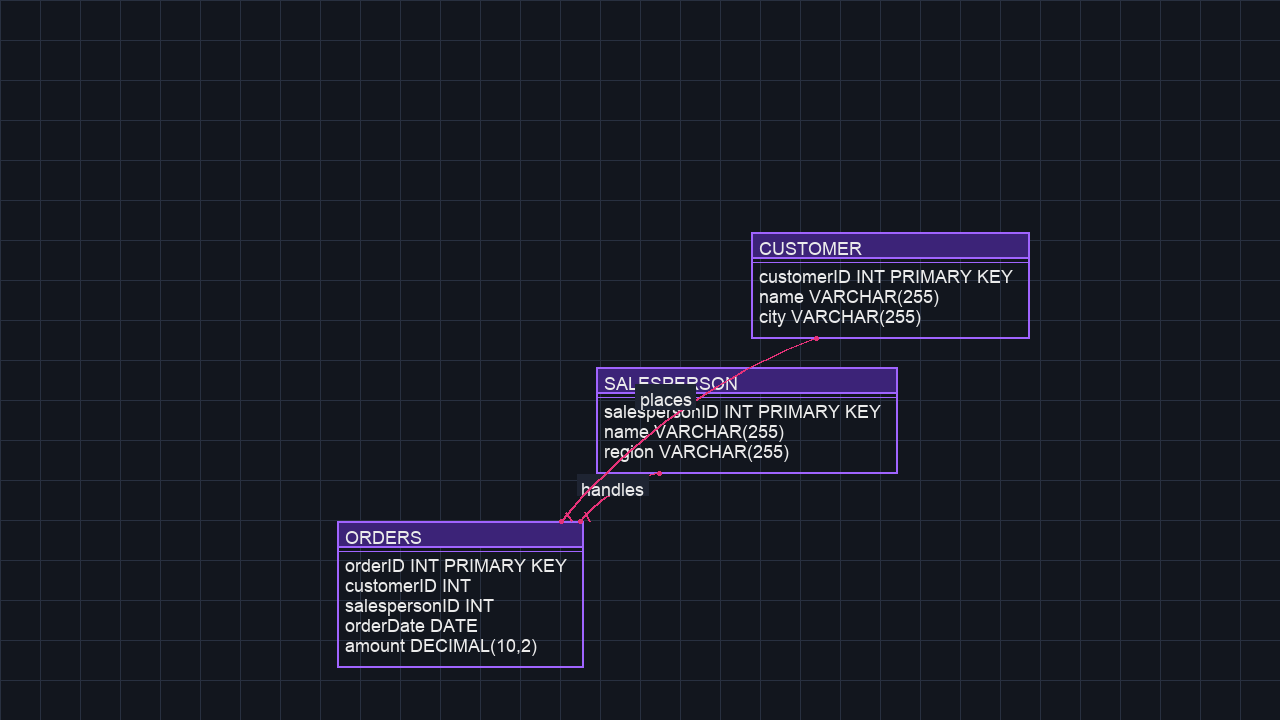 CUSTOMER
customerID INT PRIMARY KEY
name VARCHAR(255)
city VARCHAR(255)
SALESPERSON
places
salespersonID INT PRIMARY KEY
name VARCHAR(255)
region VARCHAR(255)
handles
ORDERS
orderID INT PRIMARY KEY
customerID INT
salespersonID INT
orderDate DATE
amount DECIMAL(10,2)